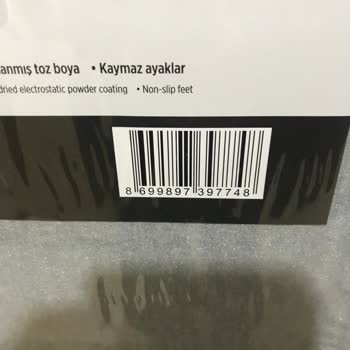 anmış toz boya • Kaymaz ayaklar
dried electrostatic powder coating • Non-slip feet
8 699897 397748